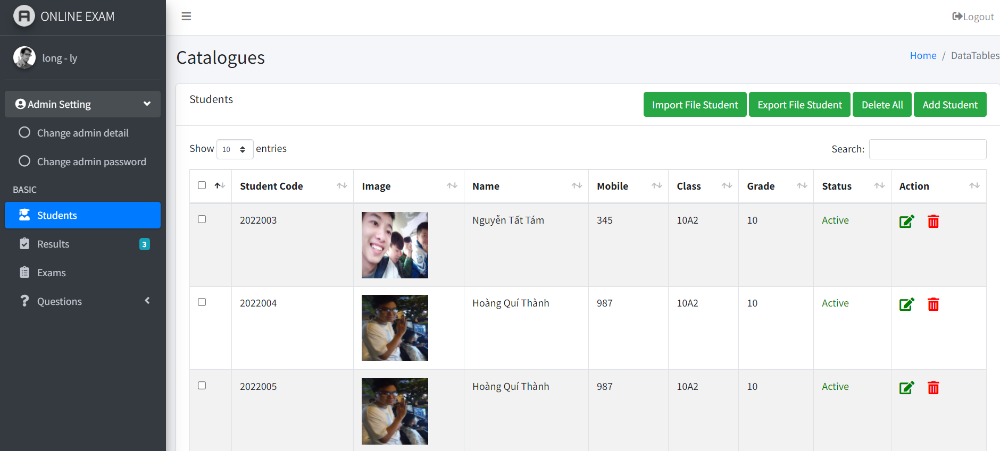 ONLINE EXAM
Logout
long - ly
Catalogues
Home / DataTables
Admin Setting
Change admin detail
Change admin password
BASIC
Students
Results 3
Exams
Questions
Students
Import File Student Export File Student Delete All Add Student
Show 10 entries
Search:
Student Code Image Name Mobile Class Grade Status Action
2022003 Nguyễn Tất Tám 345 10A2 10 Active
2022004 Hoàng Quí Thành 987 10A2 10 Active
2022005 Hoàng Quí Thành 987 10A2 10 Active